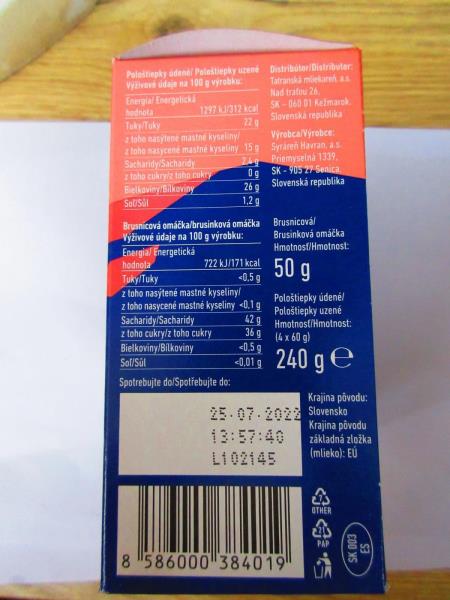 Pološtiepky údené/ Pološtiepky uzené
Výživové údaje na 100 g výrobku:
Energia/ Energetická
hodnota 1297 kJ/312 kcal
Tuky/Tuky 22 g
z toho nasýtené mastné kyseliny/
z toho nasycené mastné kyseliny 15 g
Sacharidy/Sacharidy 2,4 g
z toho cukry/z toho cukry 0 g
Bielkoviny/Bílkoviny 26 g
Soľ/Sůl 1,2 g
Brusnicová omáčka/brusinková omáčka
Výživové údaje na 100 g výrobku:
Energia/ Energetická
hodnota 722 kJ/171 kcal
Tuky/Tuky <0,5 g
z toho nasýtené mastné kyseliny/
z toho nasycené mastné kyseliny <0,1 g
Sacharidy/Sacharidy 42 g
z toho cukry/z toho cukry 36 g
Bielkoviny/Bílkoviny <0,5 g
Soľ/Sůl <0,01 g
Spotrebujte do/Spotřebujte do:
25.07.2022
13:57:40
L102145
8 586000 384019
Distribútor/Distributor:
Tatranská mliekareň, a.s.
Nad traťou 26,
SK - 060 01 Kežmarok,
Slovenská republika
Výrobca/Výrobce:
Syráreň Havran, a.s.
Priemyselná 1339,
SK - 905 27 Senica,
Slovenská republika
Brusnicová/
Brusinková omáčka
Hmotnosť/Hmotnost:
50 g
Pološtiepky údené/
Pološtiepky uzené
Hmotnosť/Hmotnost:
(4 x 60 g)
240 g ℮
Krajina pôvodu:
Slovensko
Krajina pôvodu
základná zložka
(mlieko): EÚ
7
OTHER
21
PAP
SK 003
ES